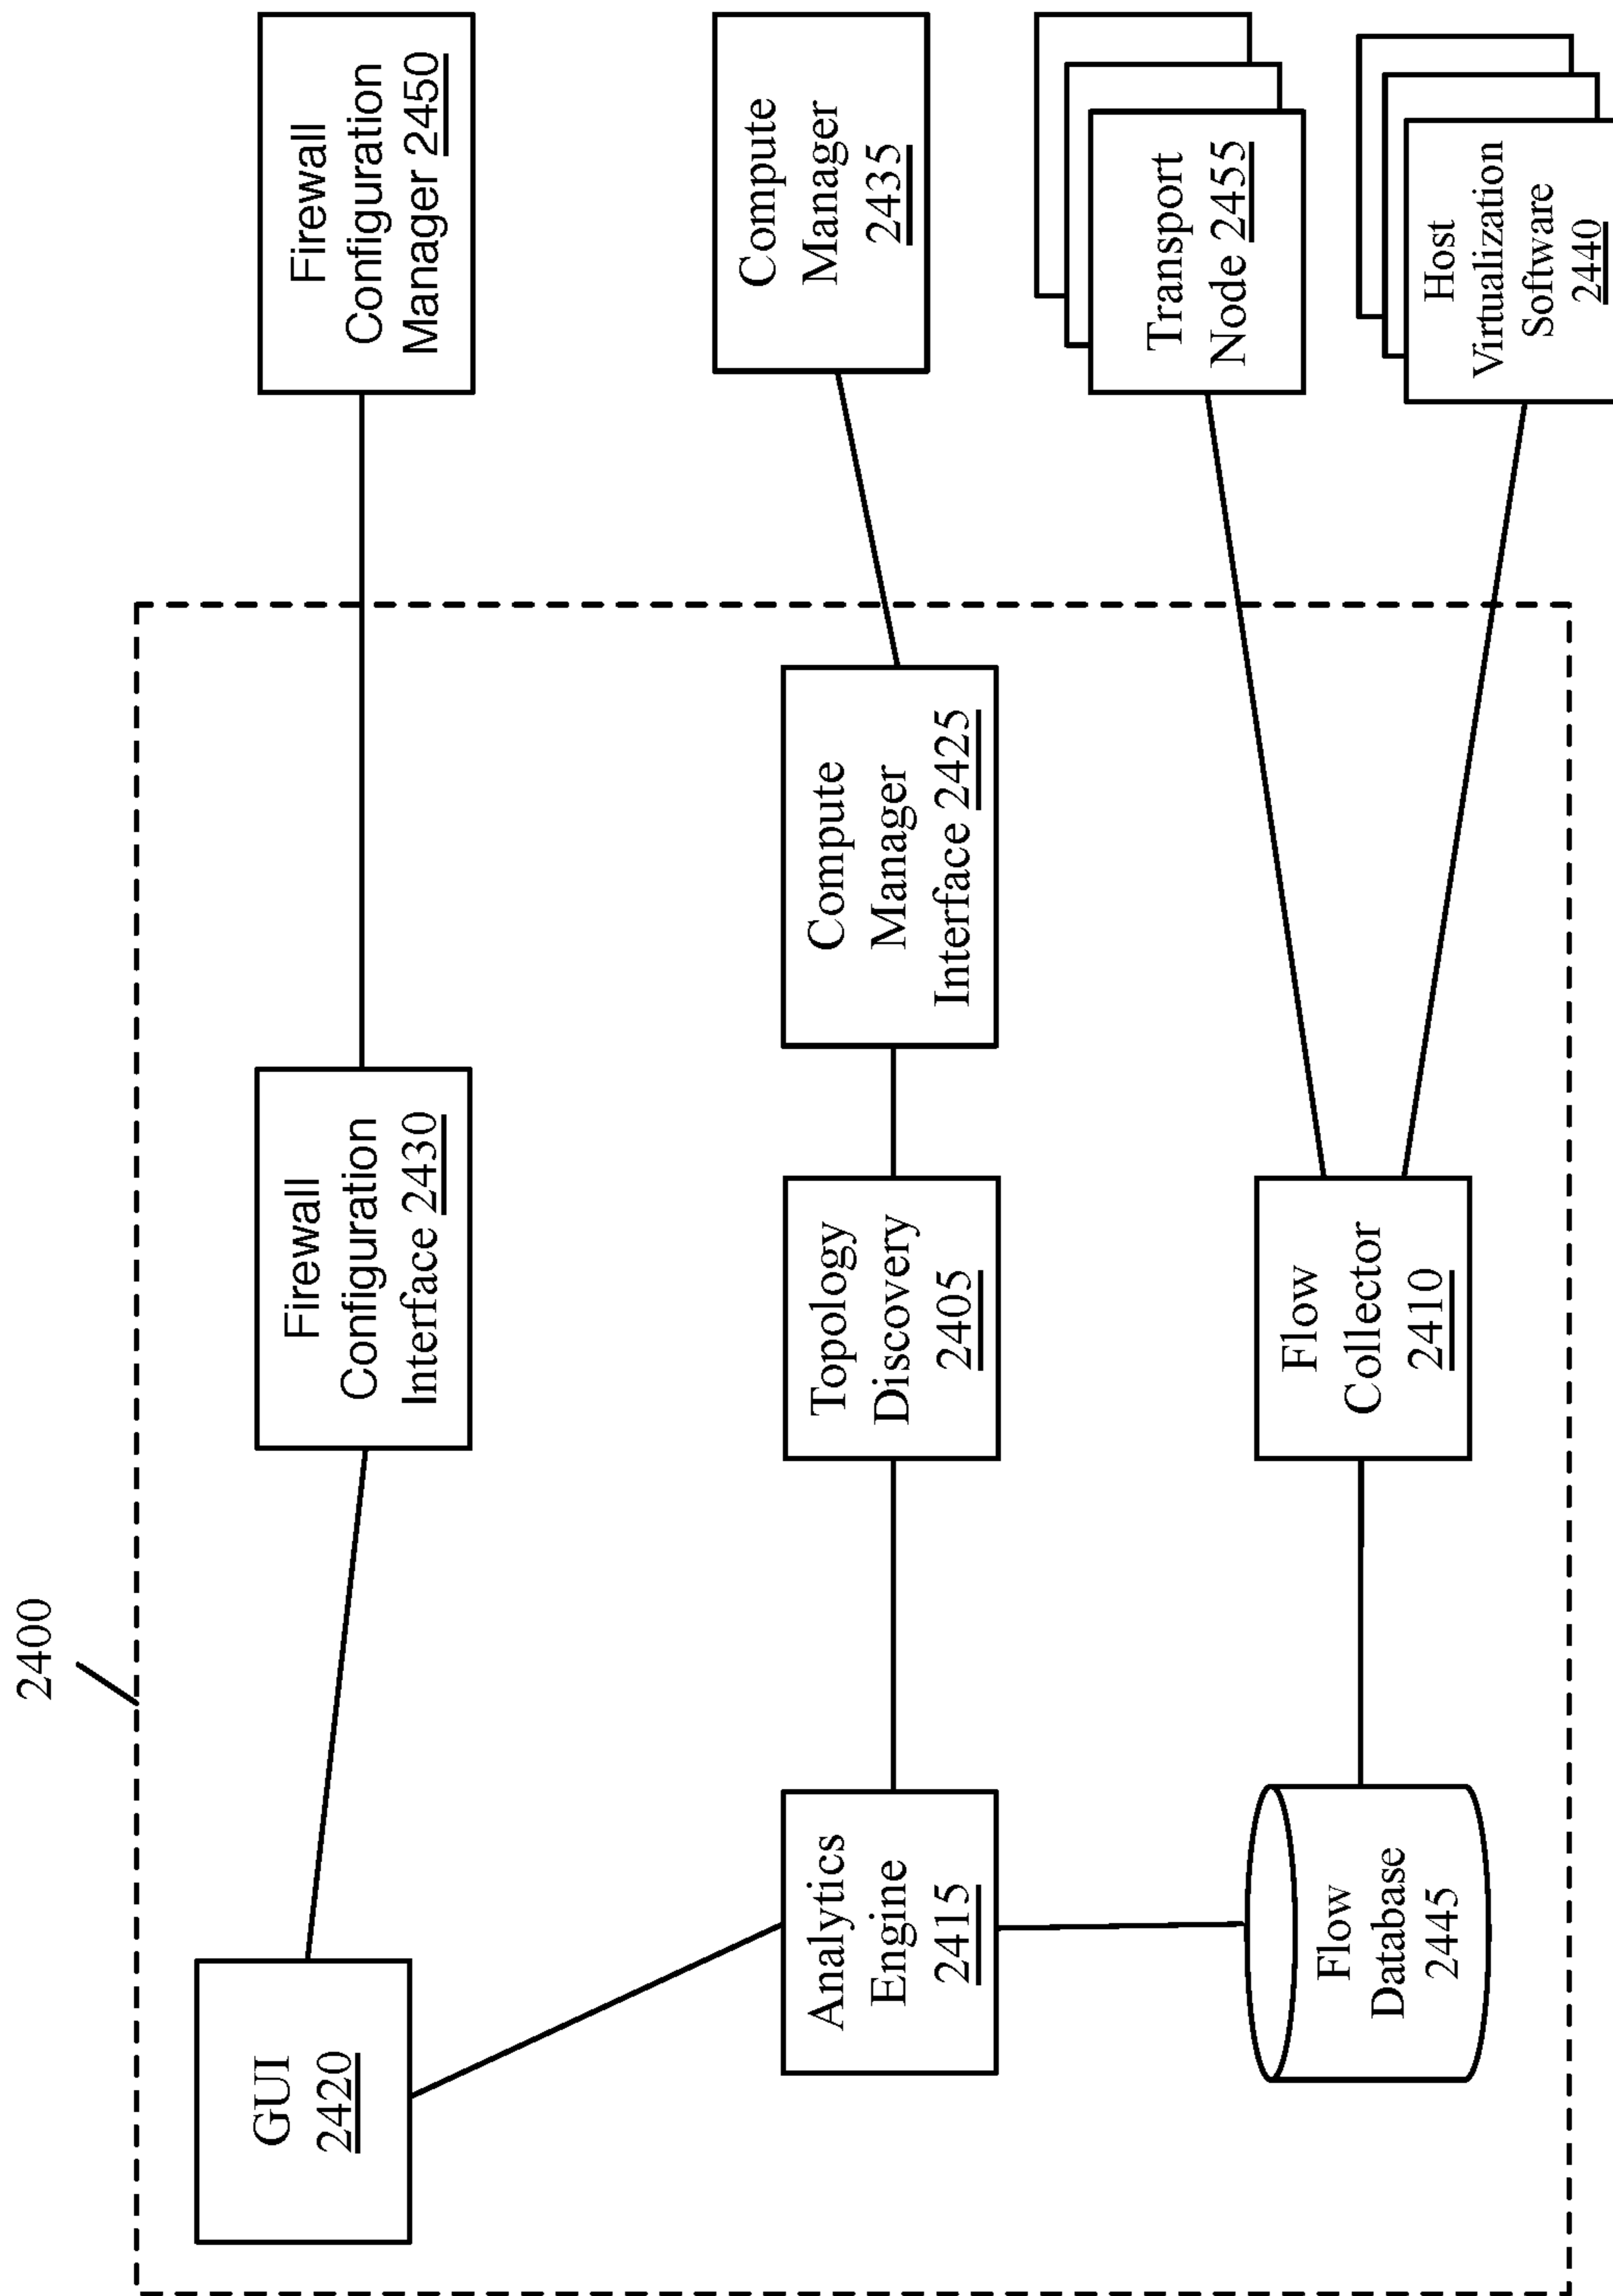 2400
GUI
2420
Firewall
Configuration
Interface 2430
Firewall
Configuration
Manager 2450
Analytics
Engine
2415
Topology
Discovery
2405
Compute
Manager
Interface 2425
Compute
Manager
2435
Flow
Database
2445
Flow
Collector
2410
Transport
Node 2455
Host
Virtualization
Software
2440